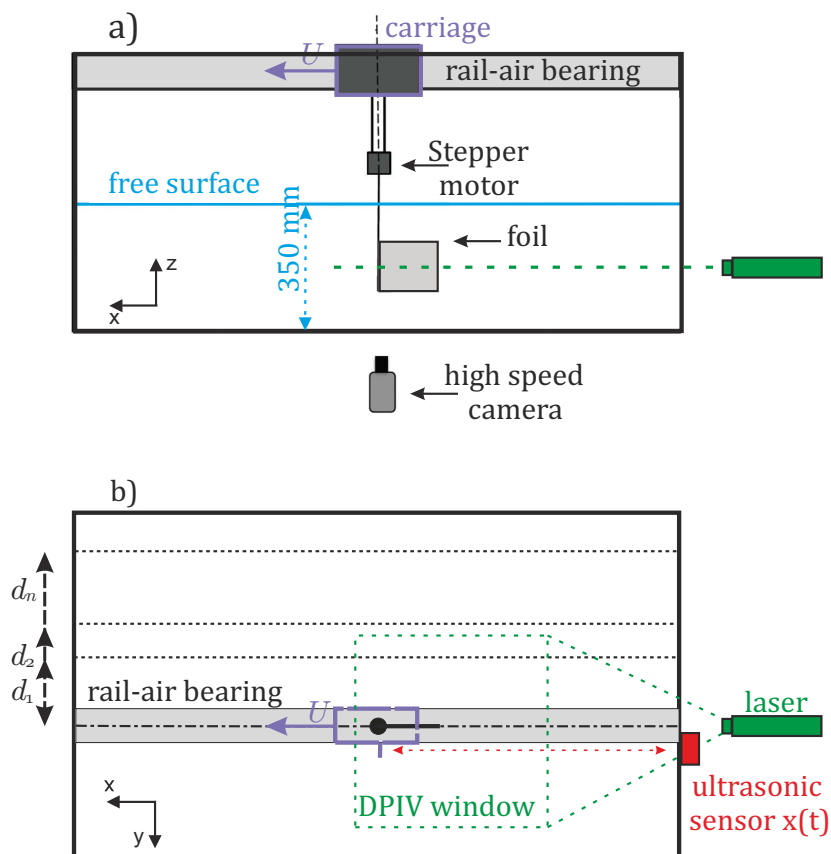 a)
carriage
U
rail-air bearing
Stepper
motor
free surface
350 mm
foil
z
x
high speed
camera
b)
dn
d2
d1
rail-air bearing
U
laser
x
y
DPIV window
ultrasonic
sensor x(t)